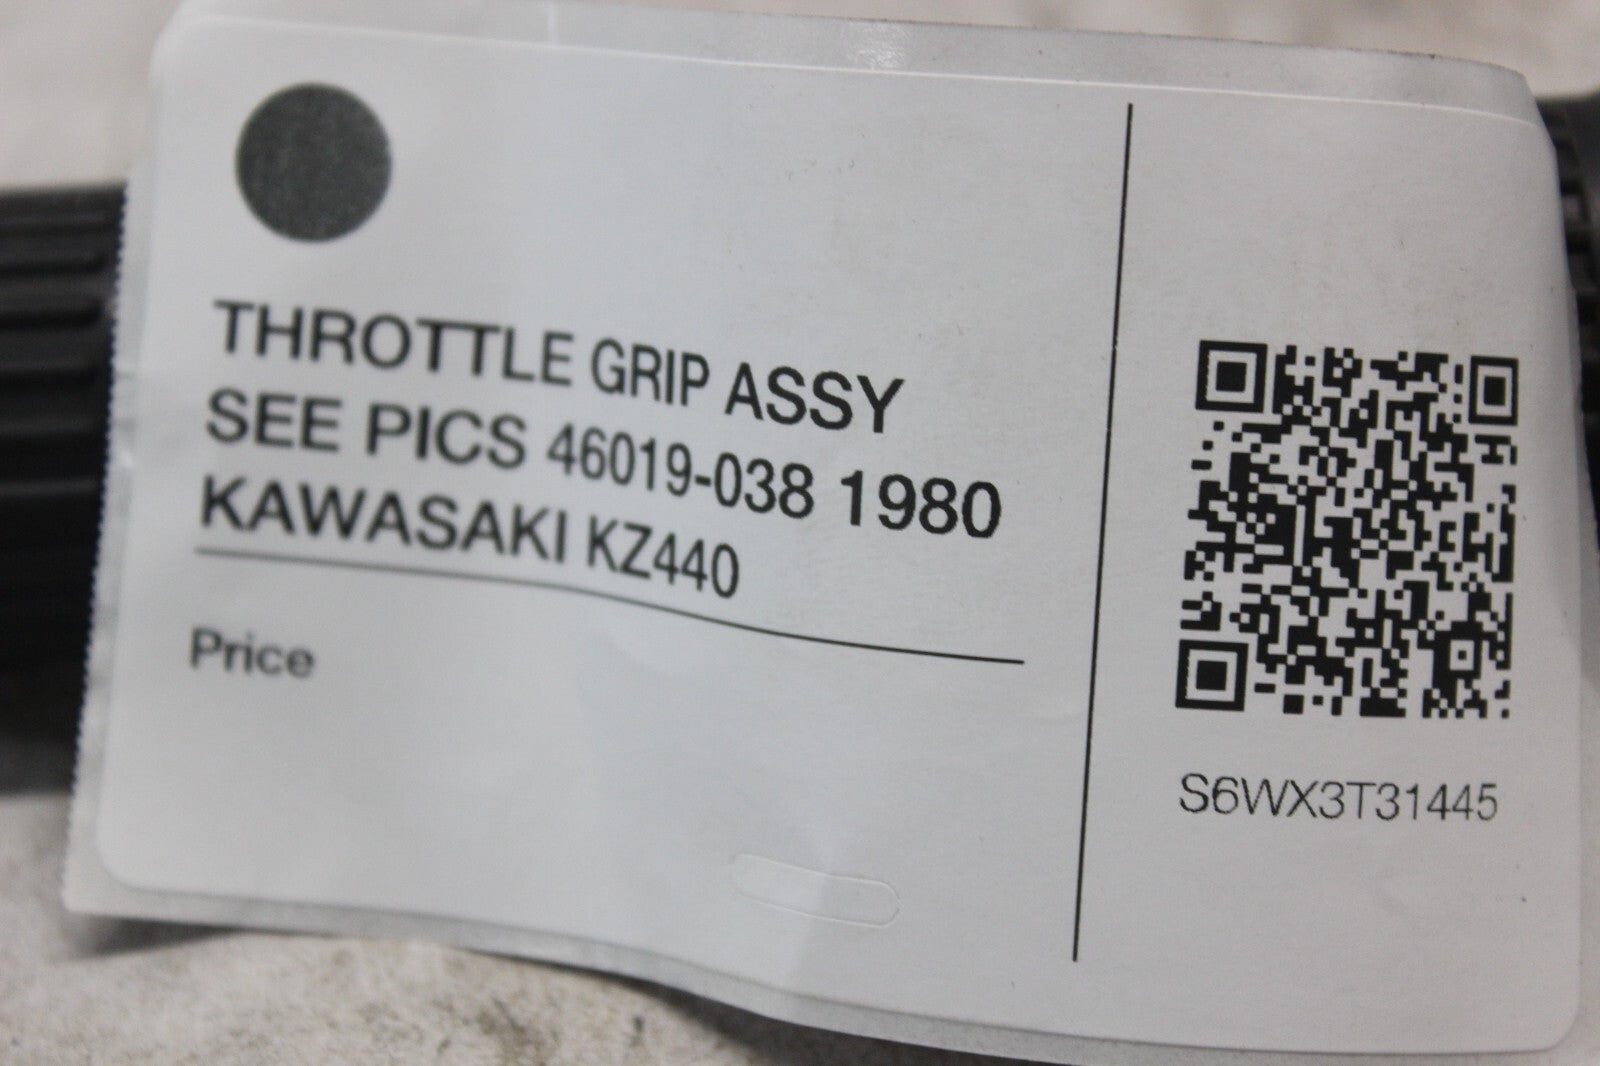 THROTTLE GRIP ASSY
SEE PICS 46019-038 1980
KAWASAKI KZ440
Price
S6WX3T31445